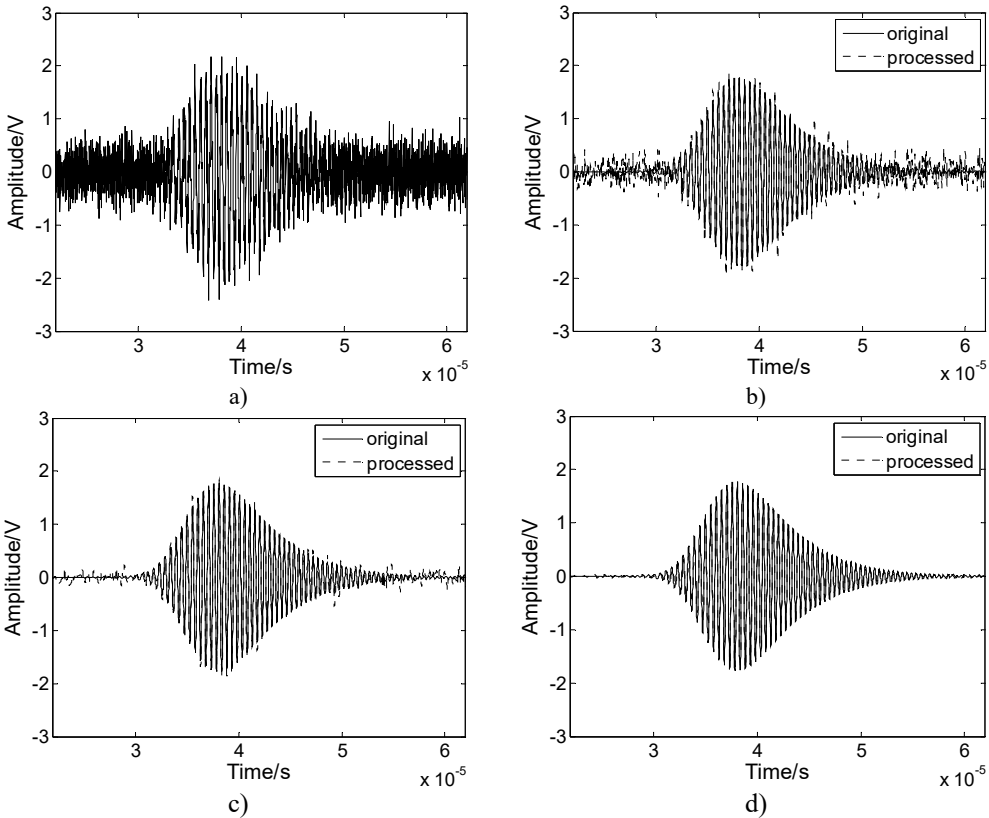 3
2
1
0
-1
-2
-3
Amplitude/V
3 4 5 6
Time/s
x 10-5
a)
3
2
1
0
-1
-2
-3
Amplitude/V
original
processed
3 4 5 6
Time/s
x 10-5
b)
3
2
1
0
-1
-2
-3
Amplitude/V
original
processed
3 4 5 6
Time/s
x 10-5
c)
3
2
1
0
-1
-2
-3
Amplitude/V
original
processed
3 4 5 6
Time/s
x 10-5
d)